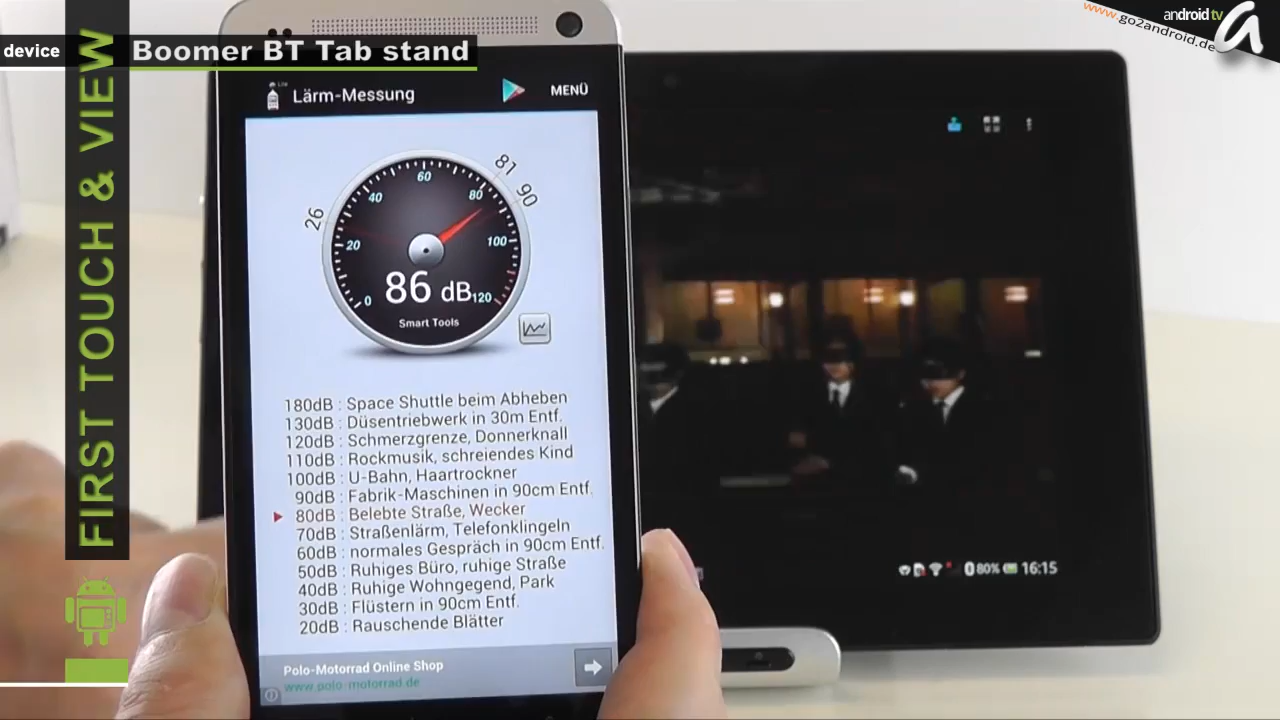 device
Boomer BT Tab stand
FIRST TOUCH & VIEW
android tv
www.go2android.de
Lärm-Messung
MENÜ
0
20
26
40
60
80
81
90
100
120
86 dB
Smart Tools
180dB : Space Shuttle beim Abheben
130dB : Düsentriebwerk in 30m Entf.
120dB : Schmerzgrenze, Donnerknall
110dB : Rockmusik, schreiendes Kind
100dB : U-Bahn, Haartrockner
90dB : Fabrik-Maschinen in 90cm Entf.
80dB : Belebte Straße, Wecker
70dB : Straßenlärm, Telefonklingeln
60dB : normales Gespräch in 90cm Entf.
50dB : Ruhiges Büro, ruhige Straße
40dB : Ruhige Wohngegend, Park
30dB : Flüstern in 90cm Entf.
20dB : Rauschende Blätter
Polo-Motorrad Online Shop
www.polo-motorrad.de
80% 16:15